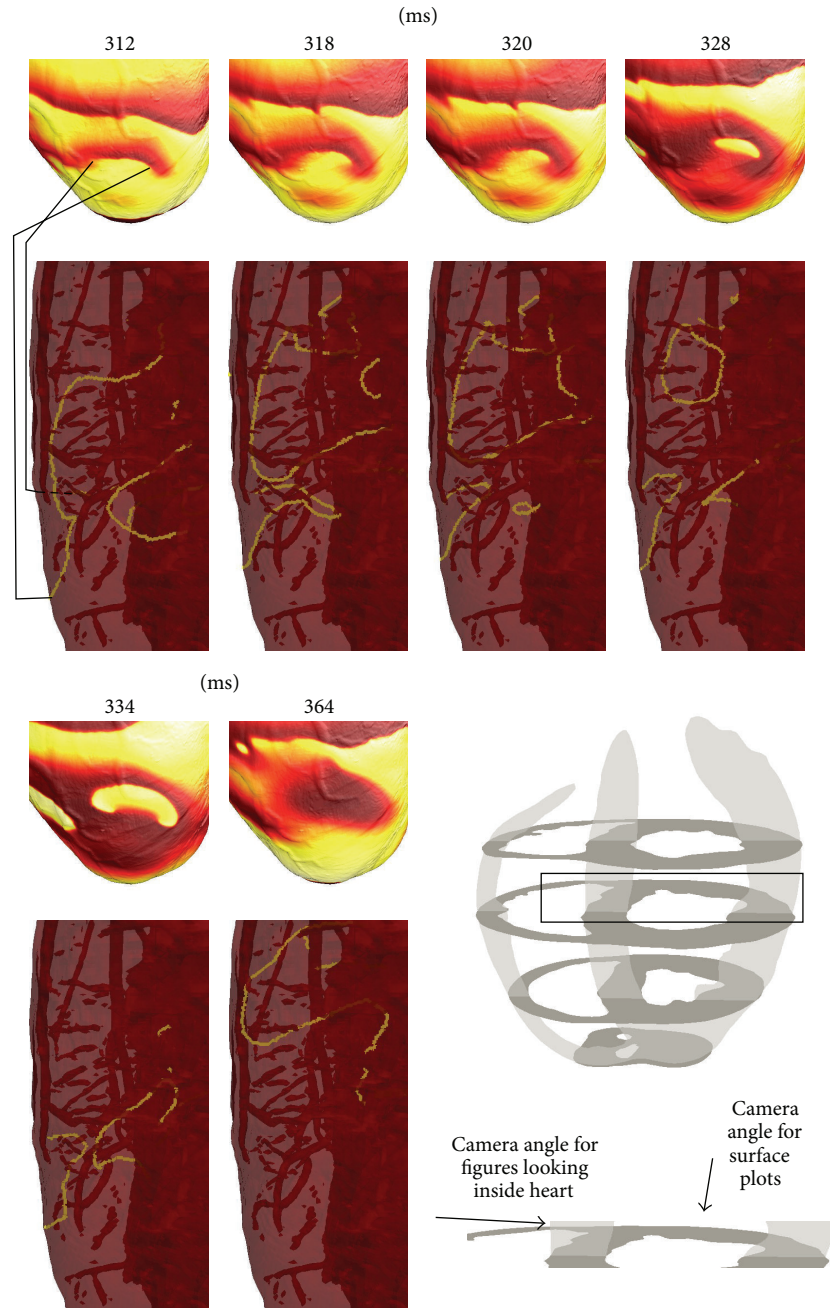 (ms)
312
318
320
328
(ms)
334
364
Camera angle for
figures looking
inside heart
Camera
angle for
surface
plots